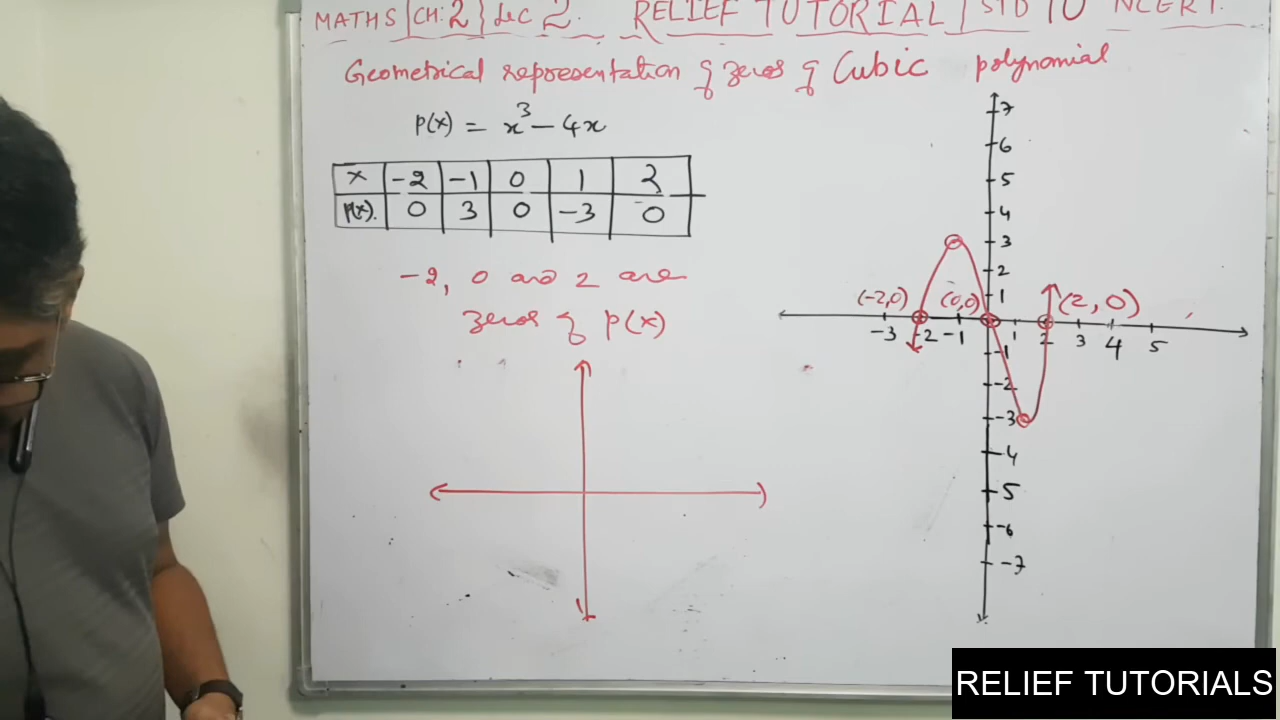 MATHS | CH: 2 | Lec 2. RELIEF TUTORIAL | STD 10 NCERT.
Geometrical representation of zeros of Cubic polynomial
p(x) = x³ - 4x
x -2 -1 0 1 2
p(x). 0 3 0 -3 0
-2, 0 and 2 are
zeros of p(x)
7
6
5
4
3
2
1
(-2,0) (0,0) (2,0)
-3 -2 -1 1 2 3 4 5
-1
-2
-3
-4
-5
-6
-7
RELIEF TUTORIALS